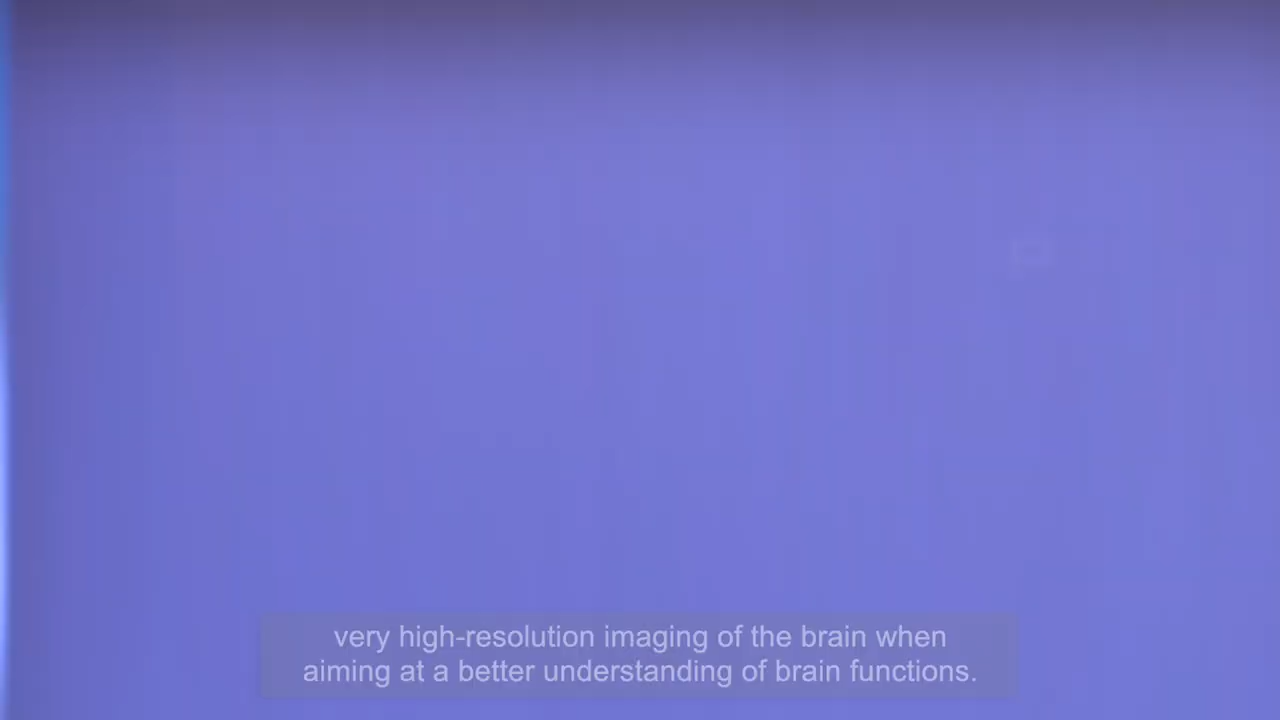 very high-resolution imaging of the brain when
aiming at a better understanding of brain functions.